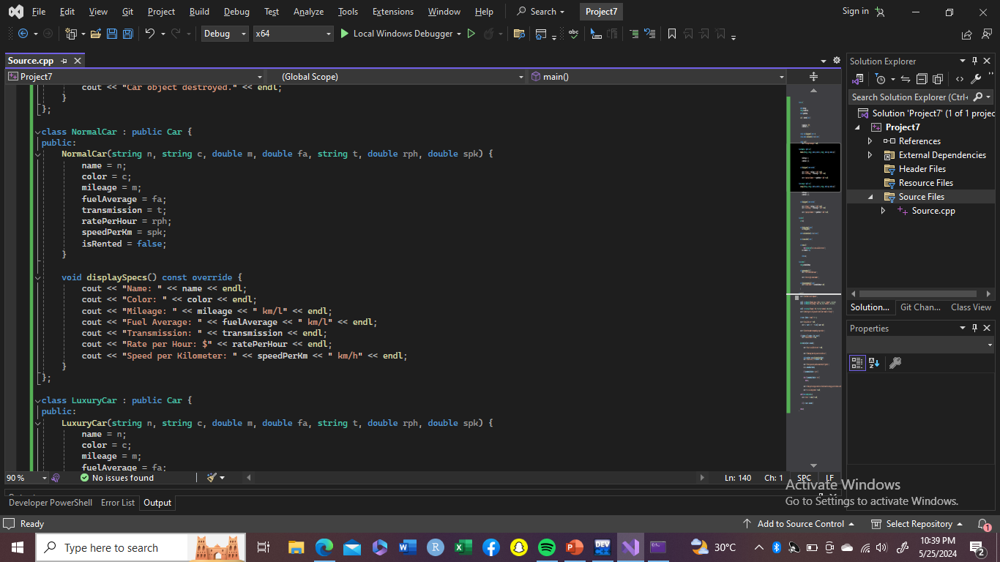 File Edit View Git Project Build Debug Test Analyze Tools Extensions Window Help Search Project7 Sign in
Debug x64 Local Windows Debugger
Source.cpp
Project7 (Global Scope) main()
cout << "Car object destroyed." << endl;
}
};
class NormalCar : public Car {
public:
NormalCar(string n, string c, double m, double fa, string t, double rph, double spk) {
name = n;
color = c;
mileage = m;
fuelAverage = fa;
transmission = t;
ratePerHour = rph;
speedPerKm = spk;
isRented = false;
}
void displaySpecs() const override {
cout << "Name: " << name << endl;
cout << "Color: " << color << endl;
cout << "Mileage: " << mileage << " km/l" << endl;
cout << "Fuel Average: " << fuelAverage << " km/l" << endl;
cout << "Transmission: " << transmission << endl;
cout << "Rate per Hour: $" << ratePerHour << endl;
cout << "Speed per Kilometer: " << speedPerKm << " km/h" << endl;
}
};
class LuxuryCar : public Car {
public:
LuxuryCar(string n, string c, double m, double fa, string t, double rph, double spk) {
name = n;
color = c;
mileage = m;
fuelAverage = fa;
90 % No issues found Ln: 140 Ch: 1 SPC LF
Solution Explorer
Search Solution Explorer (Ctrl+
Solution 'Project7' (1 of 1 projec
Project7
References
External Dependencies
Header Files
Resource Files
Source Files
Source.cpp
Solution... Git Chan... Class View
Properties
Activate Windows
Go to Settings to activate Windows.
Developer PowerShell Error List Output
Ready Add to Source Control Select Repository 1
Type here to search 30°C 10:39 PM
5/25/2024 2